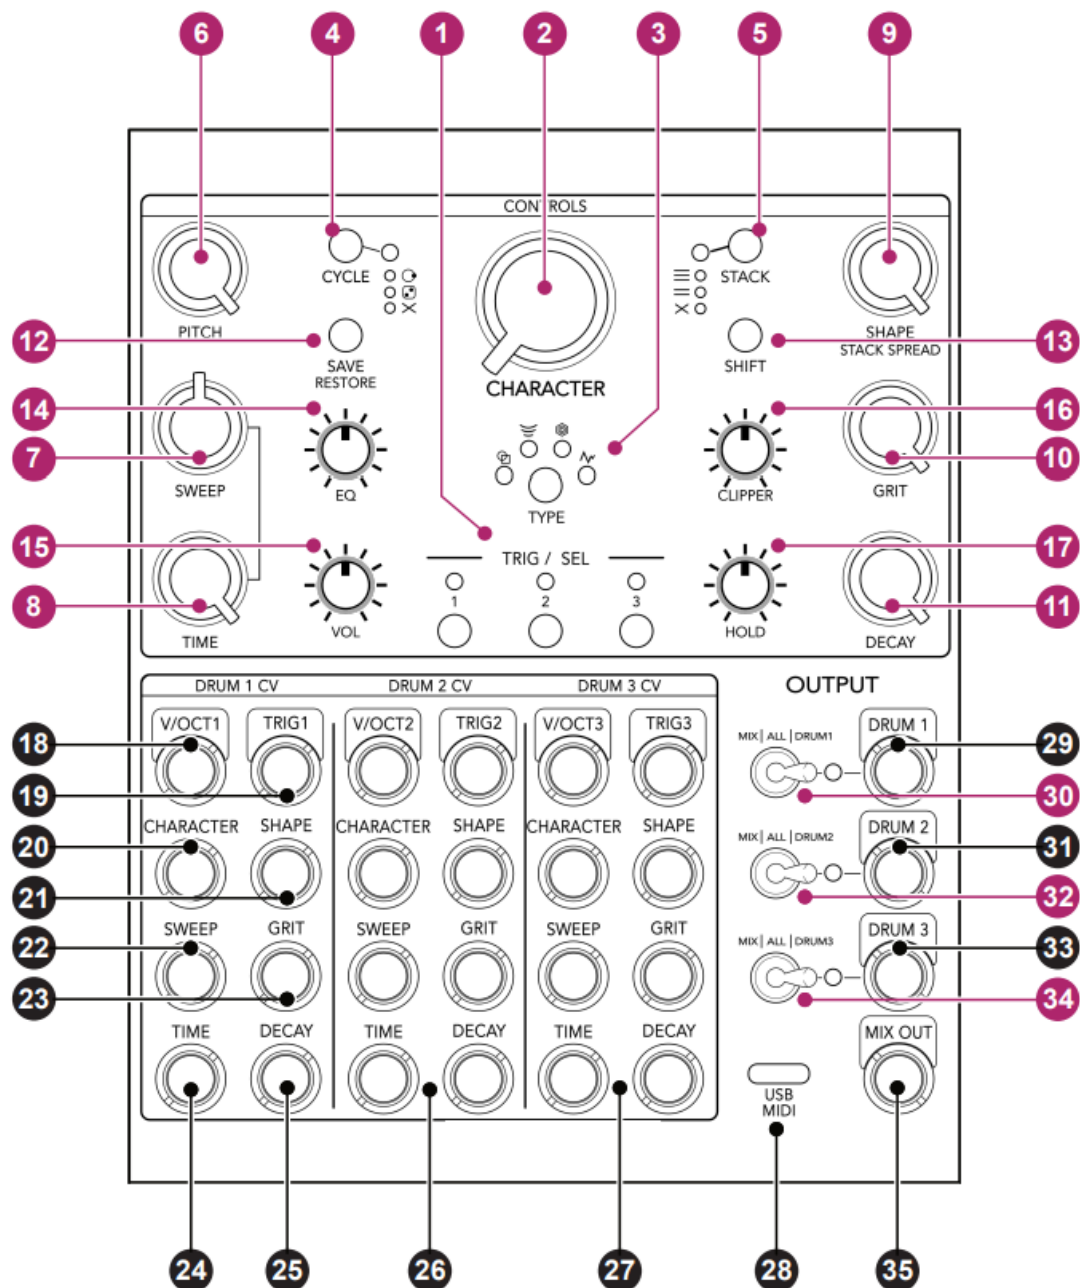 6 4 1 2 3 5 9
CONTROLS
CYCLE
STACK
PITCH
SHAPE
STACK SPREAD
12
SAVE
RESTORE
SHIFT
13
CHARACTER
14
16
7
SWEEP
EQ
TYPE
CLIPPER
GRIT
10
15
TRIG / SEL
17
1 2 3
8
TIME
VOL
HOLD
DECAY
11
DRUM 1 CV DRUM 2 CV DRUM 3 CV
OUTPUT
18
V/OCT1 TRIG1 V/OCT2 TRIG2 V/OCT3 TRIG3
MIX | ALL | DRUM1
DRUM 1
29
19
30
20
CHARACTER SHAPE CHARACTER SHAPE CHARACTER SHAPE
MIX | ALL | DRUM2
DRUM 2
31
21
32
22
SWEEP GRIT SWEEP GRIT SWEEP GRIT
MIX | ALL | DRUM3
DRUM 3
33
23
34
TIME DECAY TIME DECAY TIME DECAY
MIX OUT
USB
MIDI
24 25 26 27 28 35